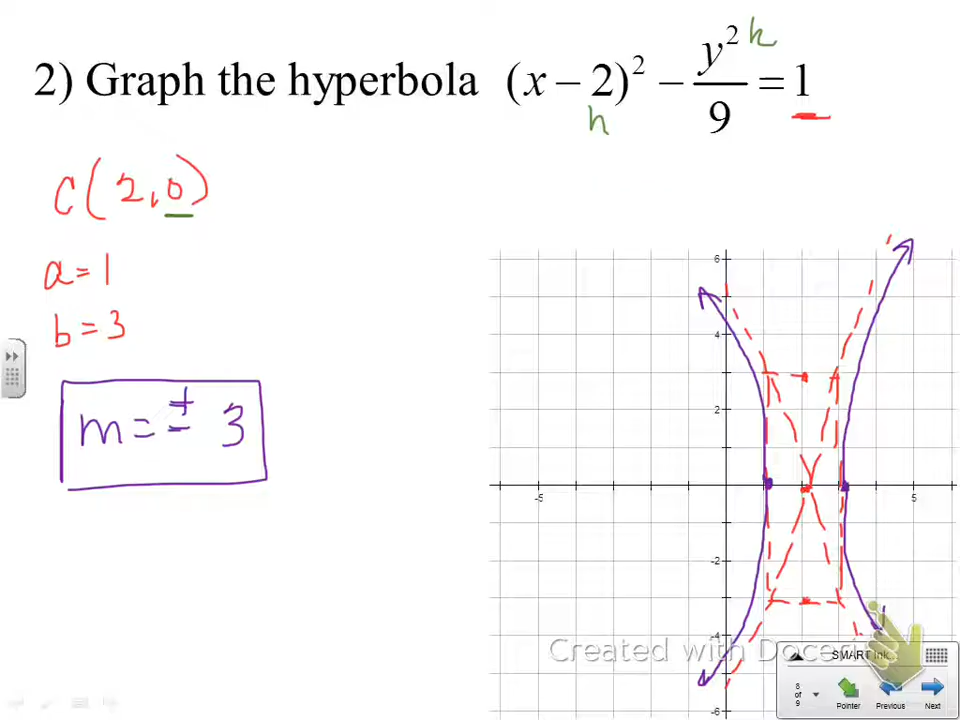 2) Graph the hyperbola (x − 2)² − y²/9 = 1
h
k
C(2,0)
a=1
b=3
m=± 3
6
4
2
-5
5
-2
-4
-6
Created with Doceri
SMART Ink
8 of 9
Pointer
Previous
Next